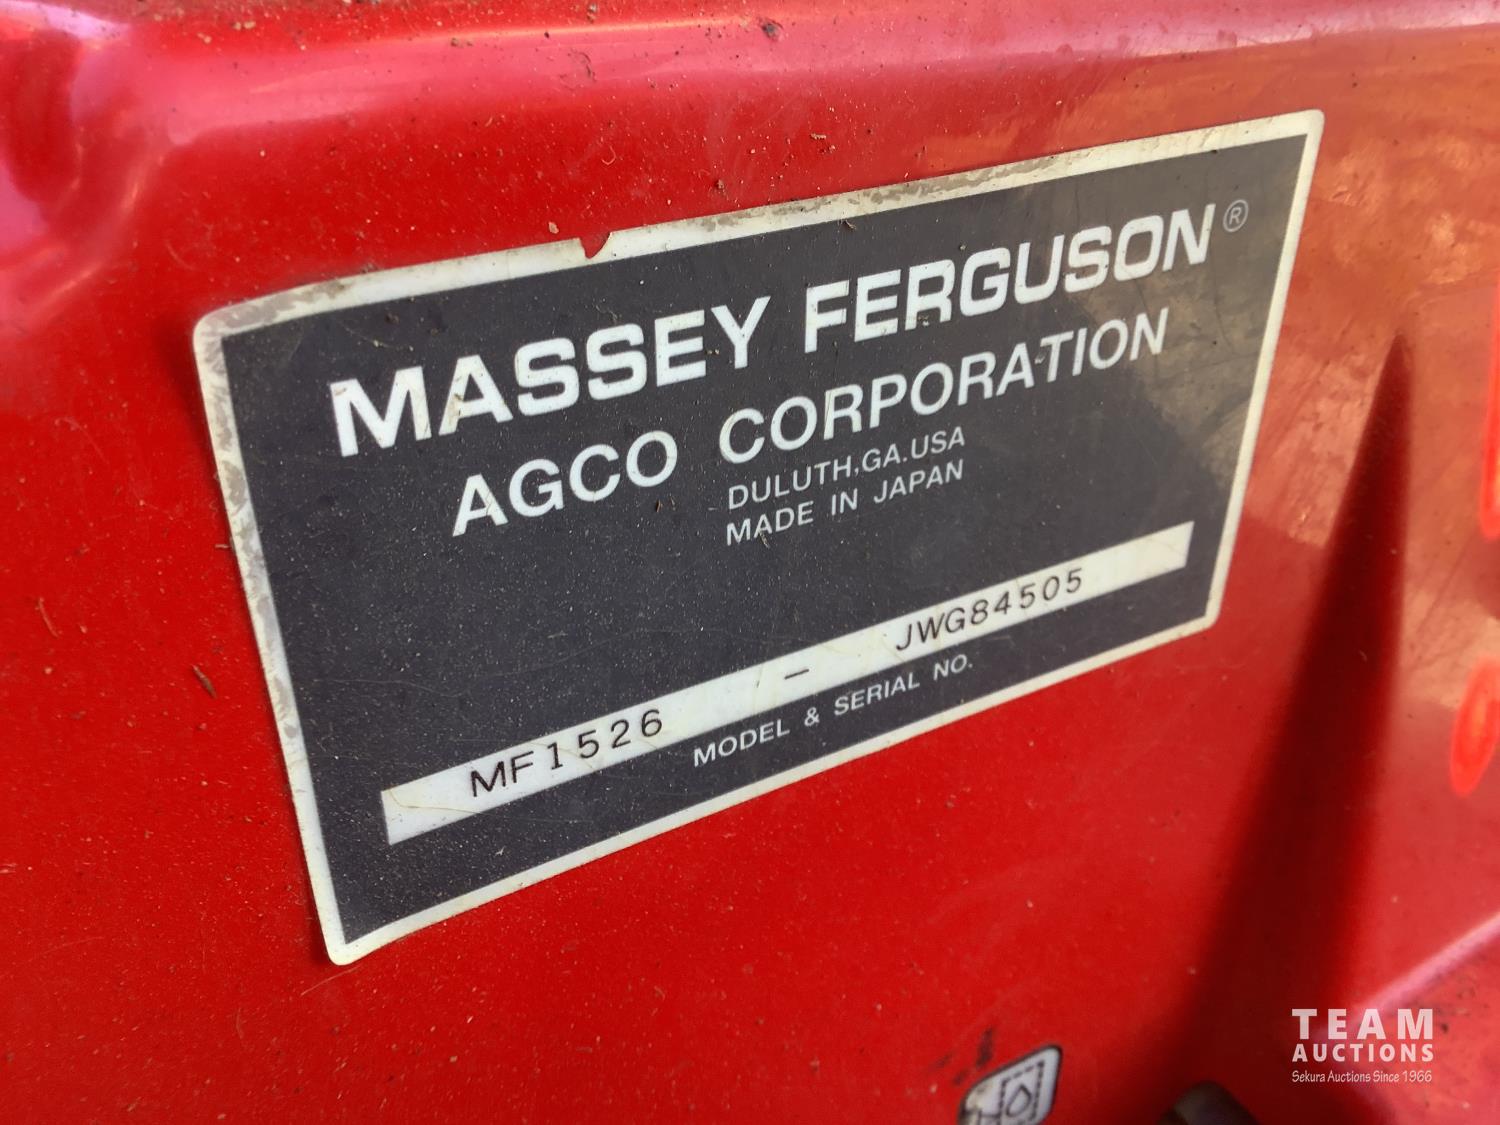 MASSEY FERGUSON®
AGCO CORPORATION
DULUTH,GA.USA
MADE IN JAPAN
MF1526 – JWG84505
MODEL & SERIAL NO.
TEAM
AUCTIONS
Sekura Auctions Since 1966